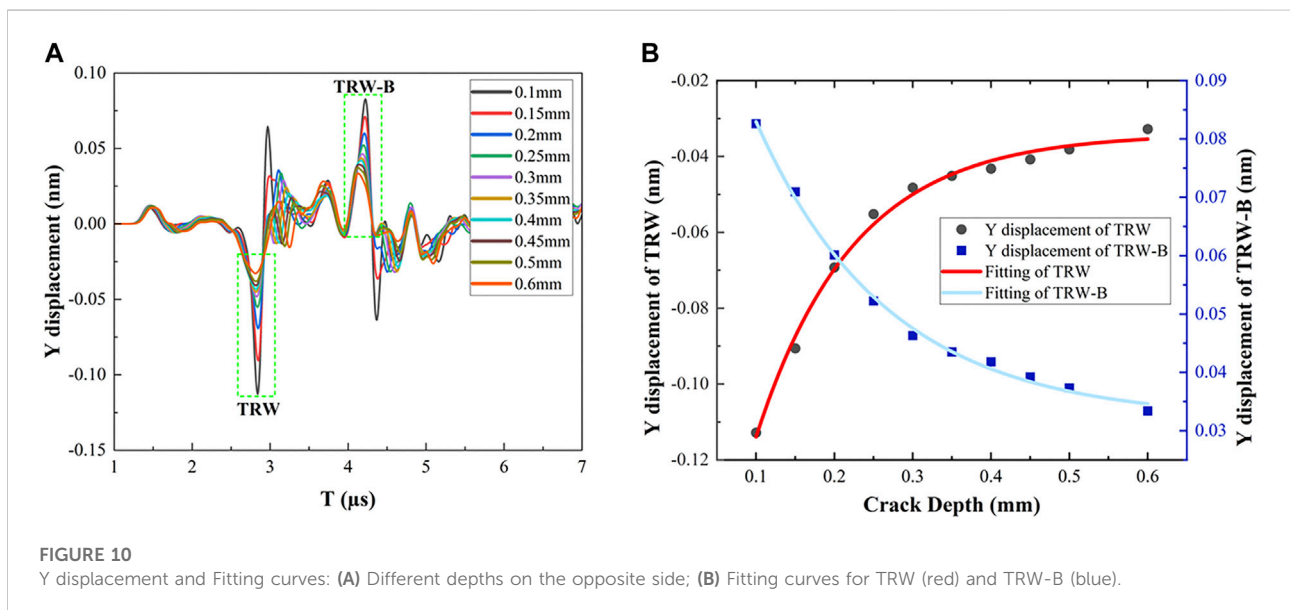 A
0.10
0.05
0.00
-0.05
-0.10
-0.15
Y displacement (nm)
TRW-B
TRW
0.1mm
0.15mm
0.2mm
0.25mm
0.3mm
0.35mm
0.4mm
0.45mm
0.5mm
0.6mm
1 2 3 4 5 6 7
T (μs)
B
-0.02
-0.04
-0.06
-0.08
-0.10
-0.12
Y displacement of TRW (nm)
Y displacement of TRW
Y displacement of TRW-B
Fitting of TRW
Fitting of TRW-B
0.09
0.08
0.07
0.06
0.05
0.04
0.03
Y displacement of TRW-B (nm)
0.1 0.2 0.3 0.4 0.5 0.6
Crack Depth (mm)
FIGURE 10
Y displacement and Fitting curves: (A) Different depths on the opposite side; (B) Fitting curves for TRW (red) and TRW-B (blue).